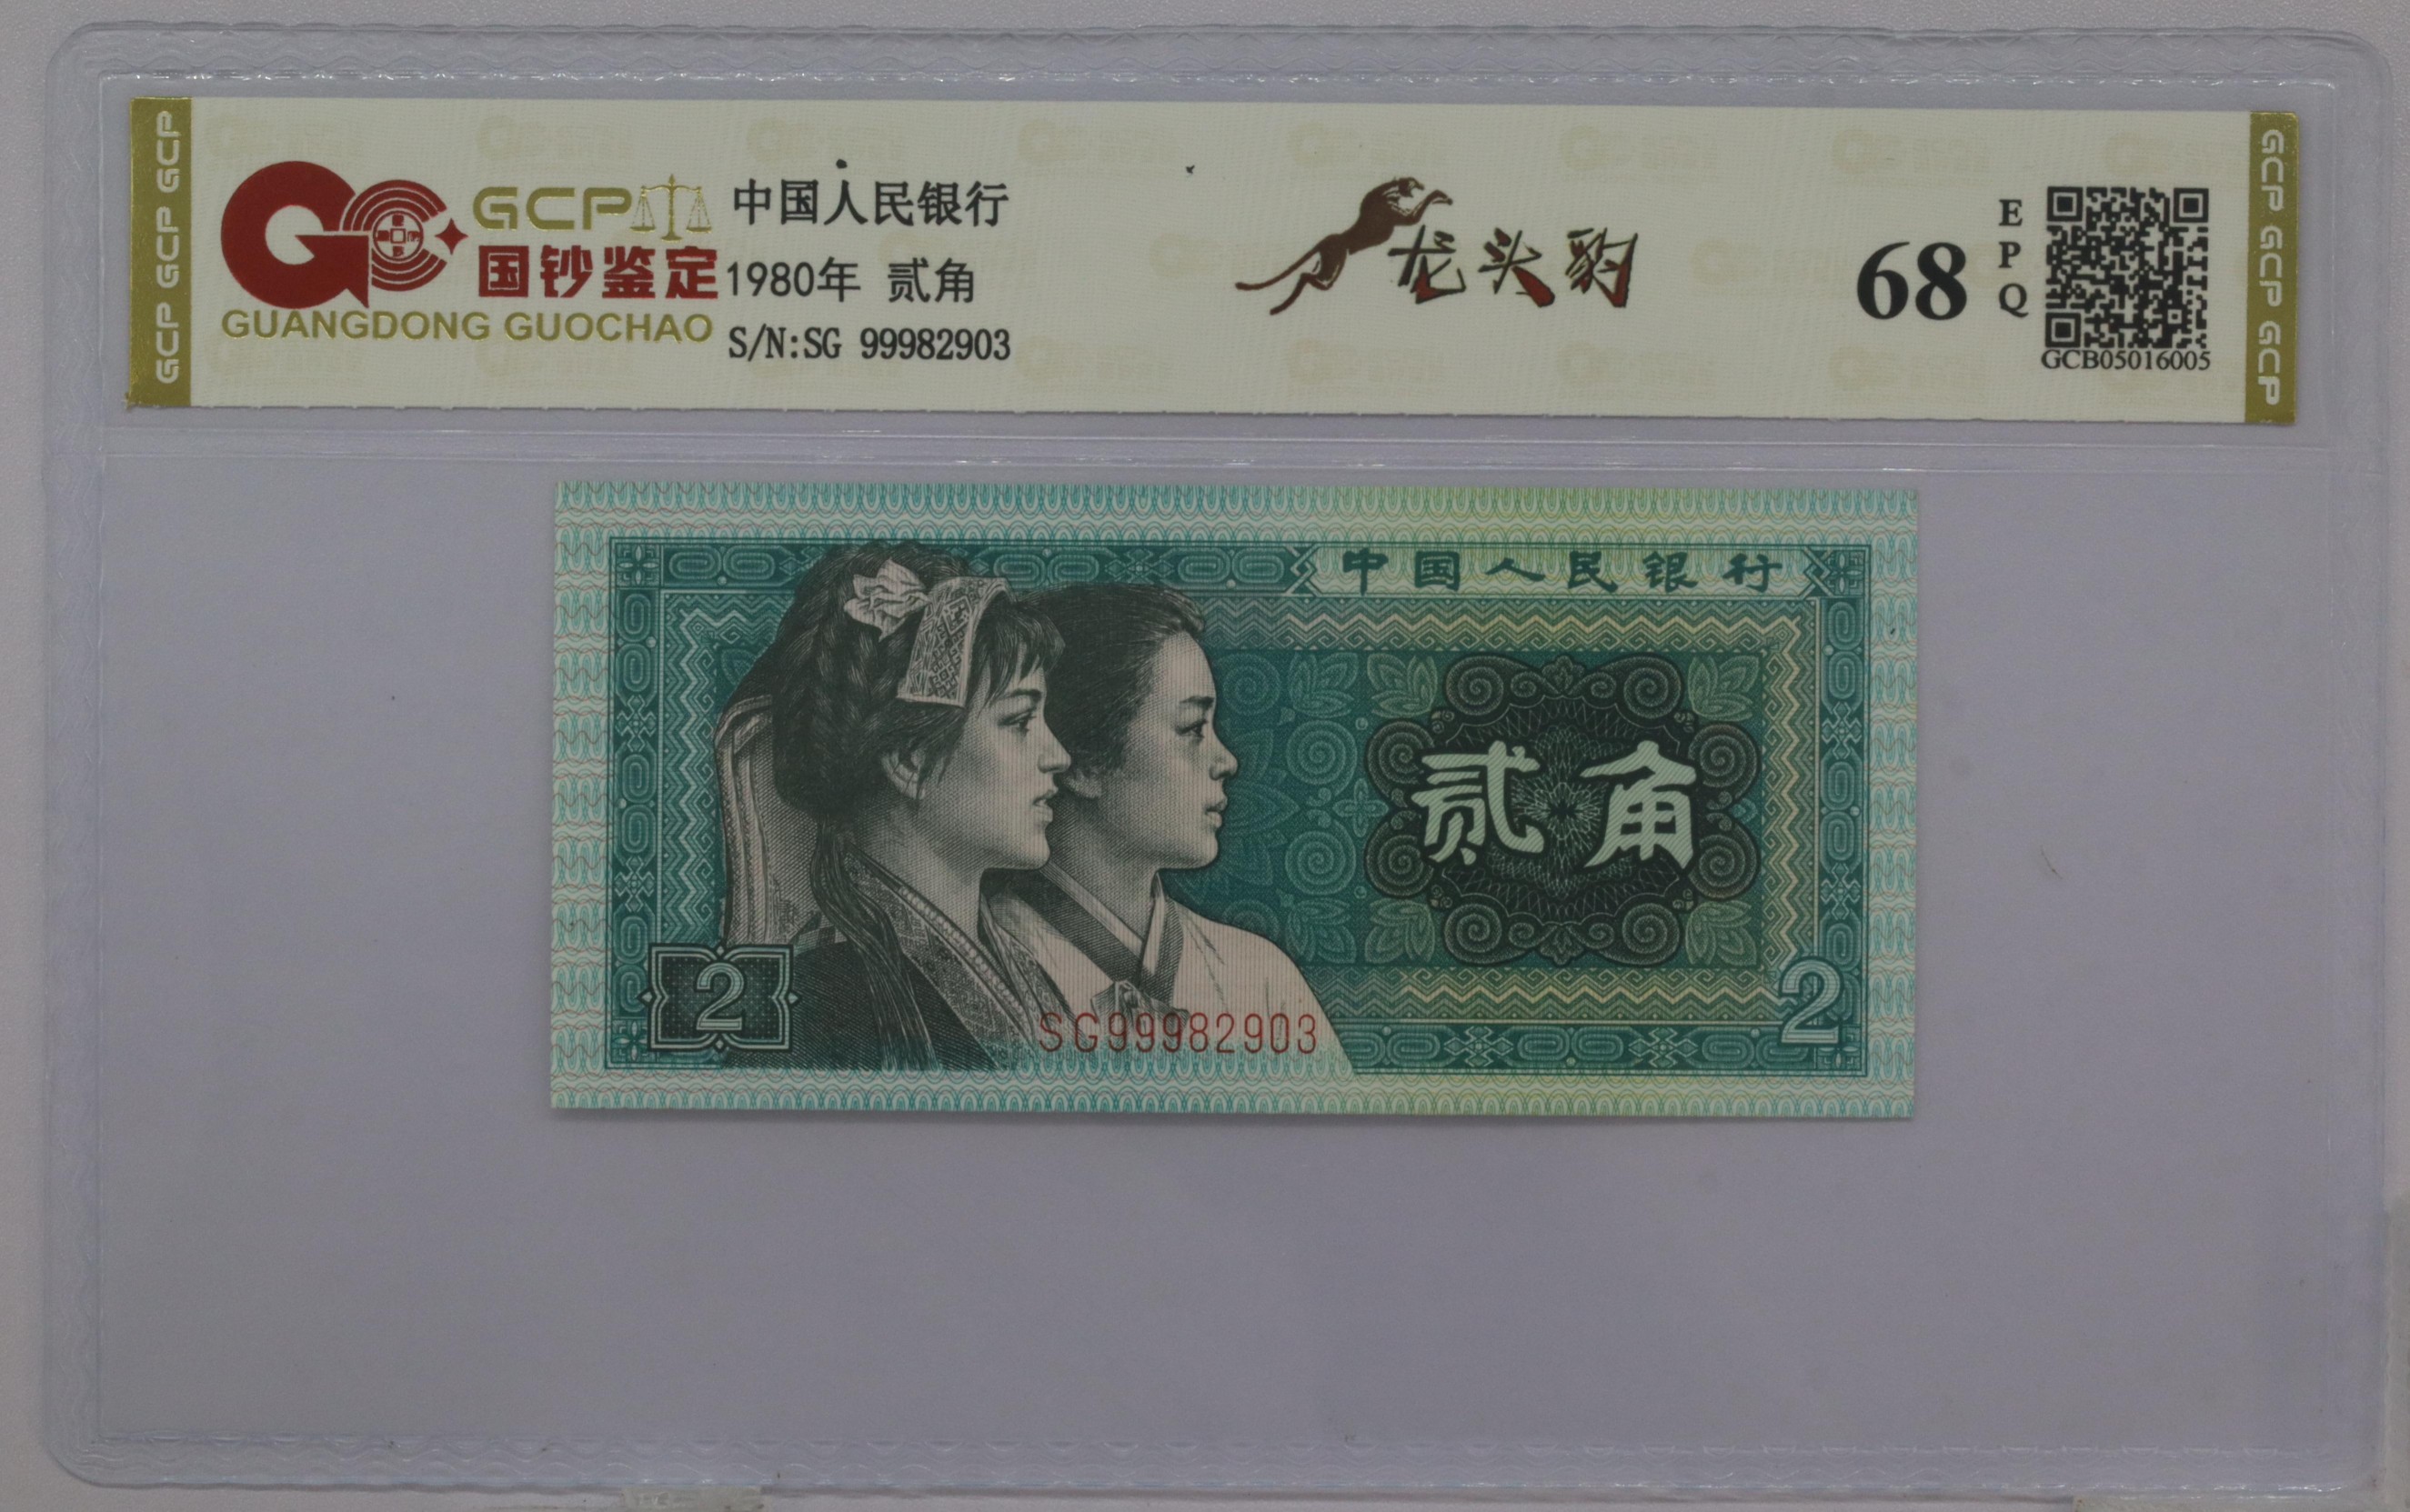 GCP GCP GCP
GCP
国钞鉴定
GUANGDONG GUOCHAO
中国人民银行
1980年 贰角
S/N:SG 99982903
龙头豹
68
EPQ
GCB05016005
GCP GCP GCP
中国人民银行
贰角
2
SG99982903
2